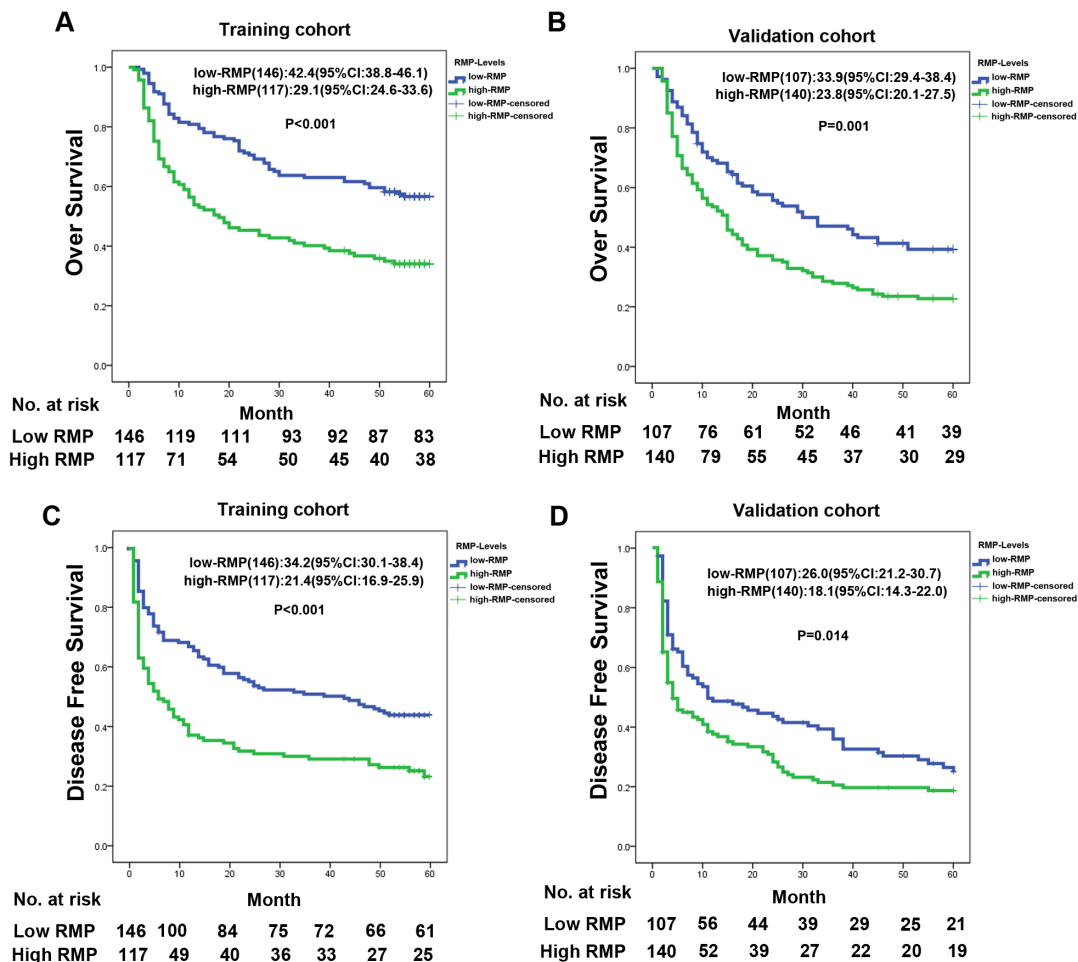 A
Training cohort
low-RMP(146):42.4(95%CI:38.8-46.1)
high-RMP(117):29.1(95%CI:24.6-33.6)
P<0.001
RMP-Levels
low-RMP
high-RMP
low-RMP-censored
high-RMP-censored
Over Survival
1.0
0.8
0.6
0.4
0.2
0.0
0 10 20 30 40 50 60
Month
No. at risk
Low RMP 146 119 111 93 92 87 83
High RMP 117 71 54 50 45 40 38
B
Validation cohort
low-RMP(107):33.9(95%CI:29.4-38.4)
high-RMP(140):23.8(95%CI:20.1-27.5)
P=0.001
RMP-Levels
low-RMP
high-RMP
low-RMP-censored
high-RMP-censored
Over Survival
1.0
0.8
0.6
0.4
0.2
0.0
0 10 20 30 40 50 60
Month
No. at risk
Low RMP 107 76 61 52 46 41 39
High RMP 140 79 55 45 37 30 29
C
Training cohort
low-RMP(146):34.2(95%CI:30.1-38.4)
high-RMP(117):21.4(95%CI:16.9-25.9)
P<0.001
RMP-Levels
low-RMP
high-RMP
low-RMP-censored
high-RMP-censored
Disease Free Survival
1.0
0.8
0.6
0.4
0.2
0.0
0 10 20 30 40 50 60
Month
No. at risk
Low RMP 146 100 84 75 72 66 61
High RMP 117 49 40 36 33 27 25
D
Validation cohort
low-RMP(107):26.0(95%CI:21.2-30.7)
high-RMP(140):18.1(95%CI:14.3-22.0)
P=0.014
RMP-Levels
low-RMP
high-RMP
low-RMP-censored
high-RMP-censored
Disease Free Survival
1.0
0.8
0.6
0.4
0.2
0.0
0 10 20 30 40 50 60
Month
No. at risk
Low RMP 107 56 44 39 29 25 21
High RMP 140 52 39 27 22 20 19